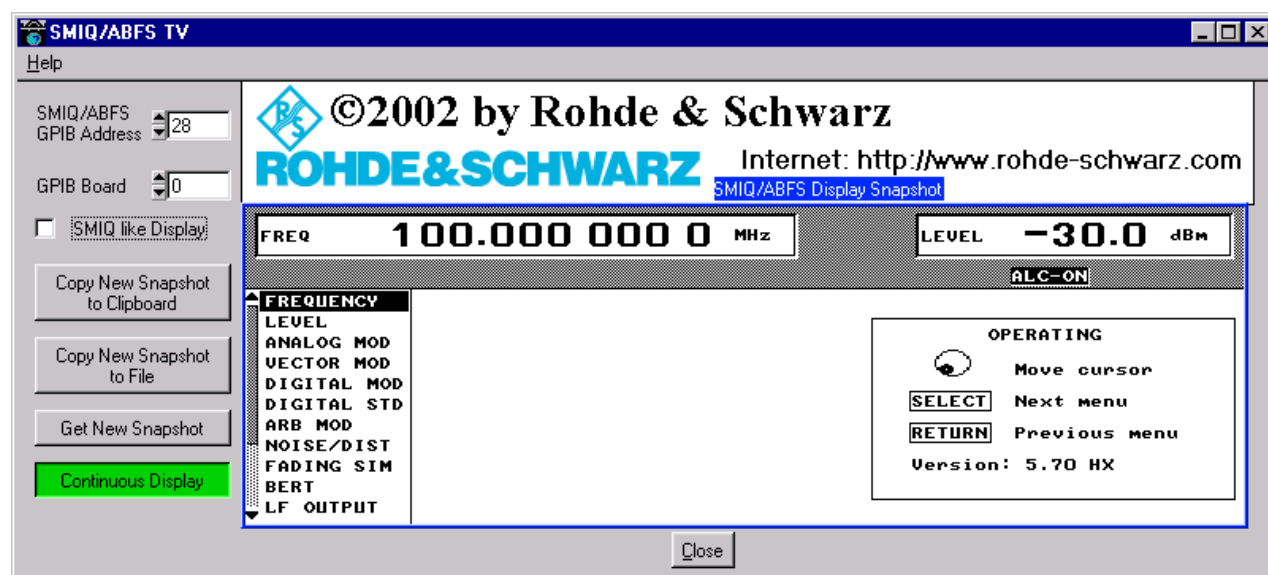 SMIQ/ABFS TV
Help
SMIQ/ABFS
GPIB Address 28
GPIB Board 0
SMIQ like Display
Copy New Snapshot
to Clipboard
Copy New Snapshot
to File
Get New Snapshot
Continuous Display
©2002 by Rohde & Schwarz
ROHDE&SCHWARZ
Internet: http://www.rohde-schwarz.com
SMIQ/ABFS Display Snapshot
FREQ 100.000 000 0 MHz
LEVEL -30.0 dBm
ALC-ON
FREQUENCY
LEVEL
ANALOG MOD
VECTOR MOD
DIGITAL MOD
DIGITAL STD
ARB MOD
NOISE/DIST
FADING SIM
BERT
LF OUTPUT
OPERATING
Move cursor
SELECT Next menu
RETURN Previous menu
Version: 5.70 HX
Close